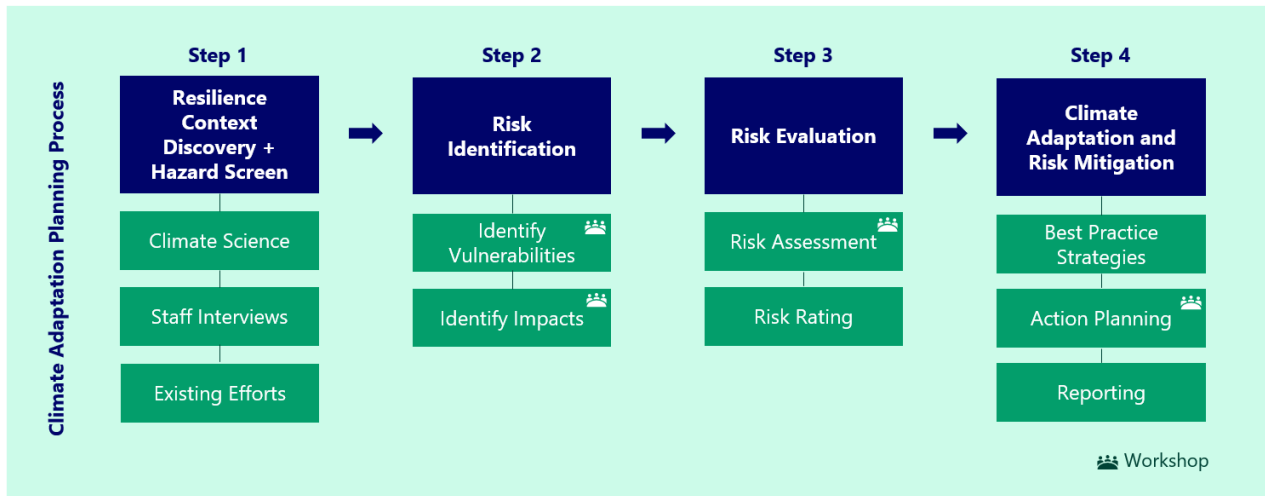 Climate Adaptation Planning Process
Step 1
Resilience
Context
Discovery +
Hazard Screen
Climate Science
Staff Interviews
Existing Efforts
Step 2
Risk
Identification
Identify
Vulnerabilities
Identify Impacts
Step 3
Risk Evaluation
Risk Assessment
Risk Rating
Step 4
Climate
Adaptation and
Risk Mitigation
Best Practice
Strategies
Action Planning
Reporting
Workshop